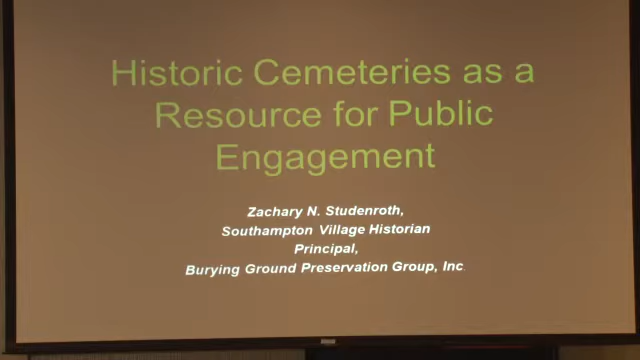 Historic Cemeteries as a
Resource for Public
Engagement
Zachary N. Studenroth,
Southampton Village Historian
Principal,
Burying Ground Preservation Group, Inc.